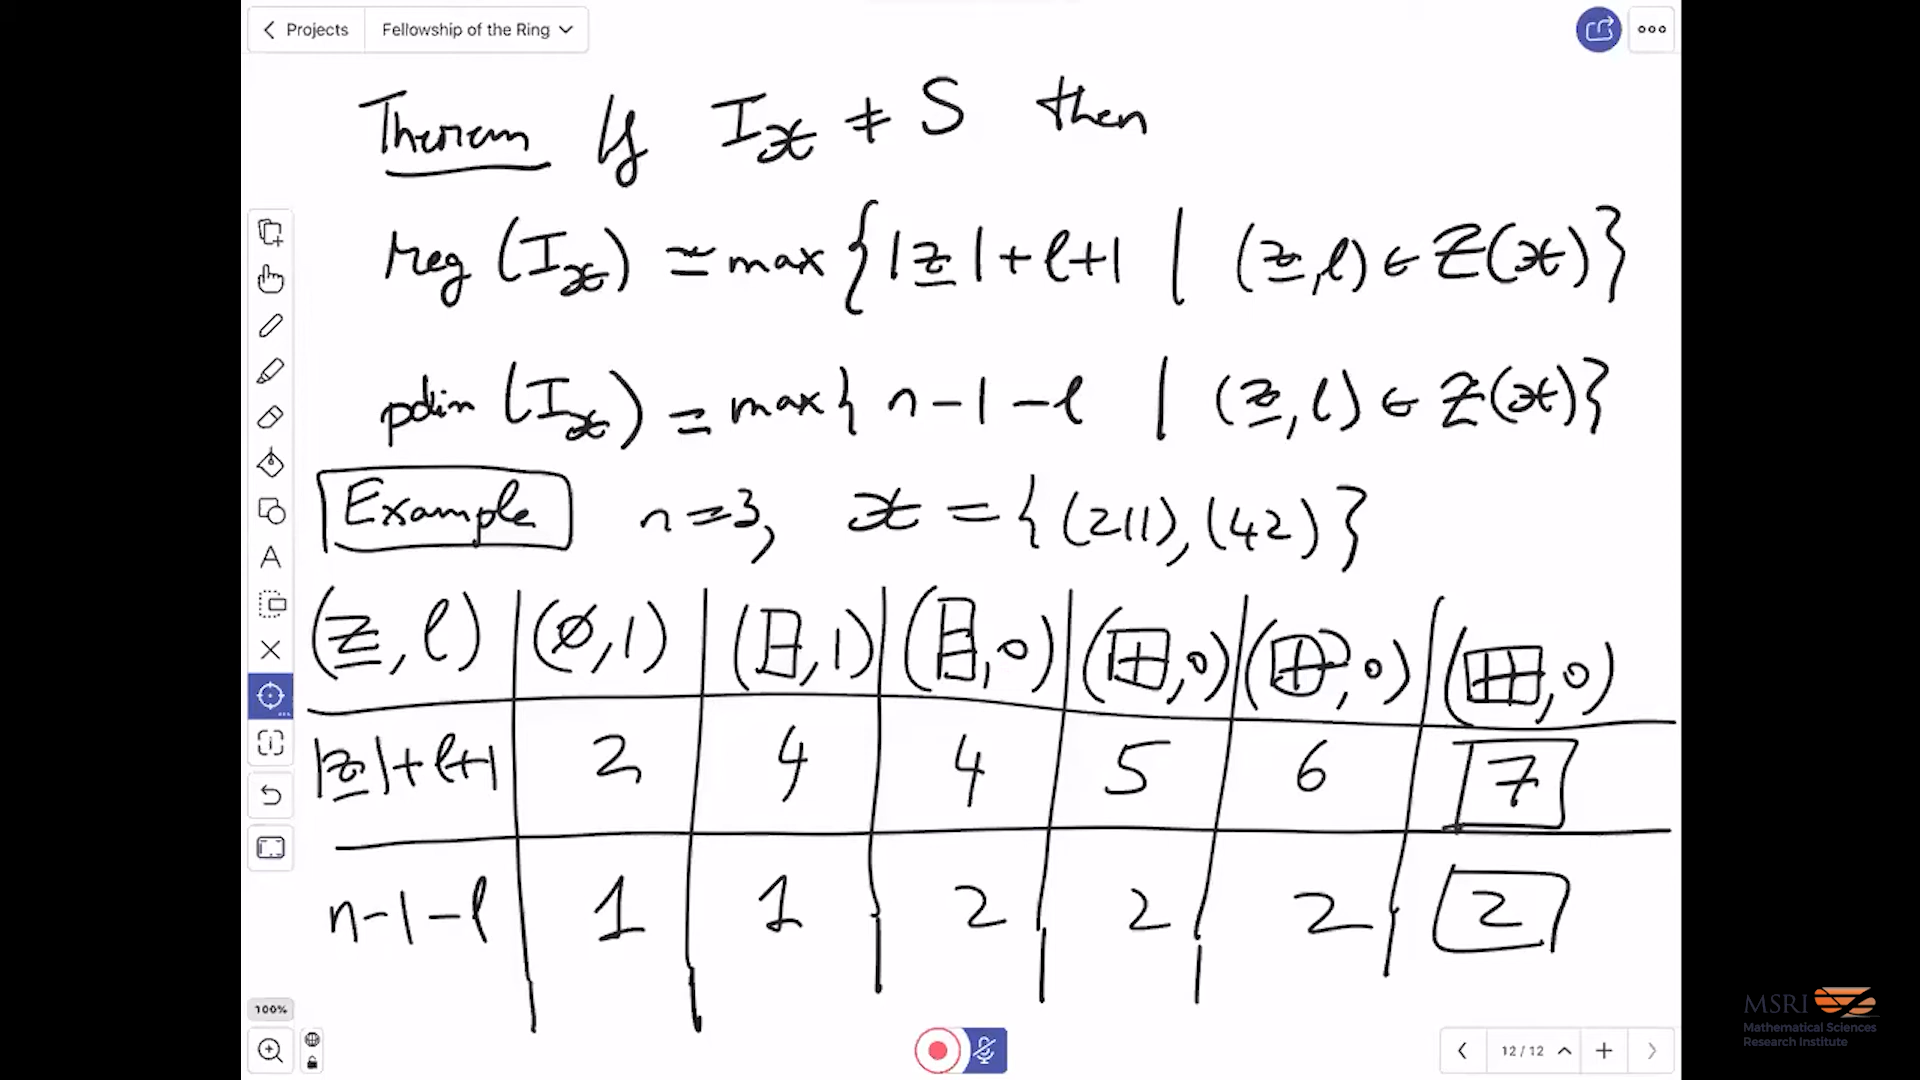 Projects
Fellowship of the Ring
Theorem If I_𝔛 ≠ S then
reg (I_𝔛) = max { |z| + l+1 | (z, l) ∈ Z(𝔛) }
pdim (I_𝔛) = max { n-1-l | (z, l) ∈ Z(𝔛) }
Example n=3, 𝔛 = { (211), (42) }
(z, l) (∅, 1) ( , 1) ( , 0) ( , 0) ( , 0) ( , 0)
|z|+l+1 2 4 4 5 6 7
n-1-l 1 1 2 2 2 2
A
100%
12/12
MSRI
Mathematical Sciences
Research Institute